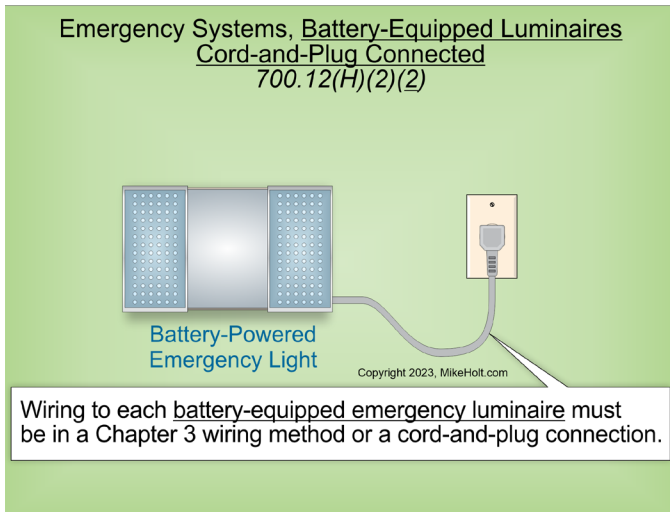 Emergency Systems, Battery-Equipped Luminaires
Cord-and-Plug Connected
700.12(H)(2)(2)
Battery-Powered
Emergency Light
Copyright 2023, MikeHolt.com
Wiring to each battery-equipped emergency luminaire must
be in a Chapter 3 wiring method or a cord-and-plug connection.